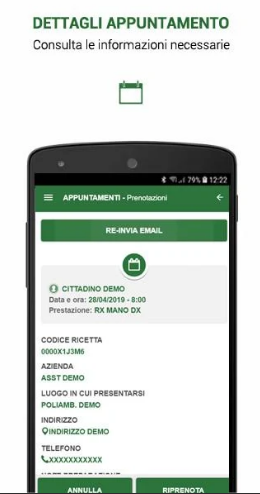 DETTAGLI APPUNTAMENTO
Consulta le informazioni necessarie
79% 12:22
APPUNTAMENTI - Prenotazioni
RE-INVIA EMAIL
CITTADINO DEMO
Data e ora: 28/04/2019 - 8:00
Prestazione: RX MANO DX
CODICE RICETTA
0000X1J3M6
AZIENDA
ASST DEMO
LUOGO IN CUI PRESENTARSI
POLIAMB. DEMO
INDIRIZZO
INDIRIZZO DEMO
TELEFONO
XXXXXXXXXXX
ANNULLA
RIPRENOTA